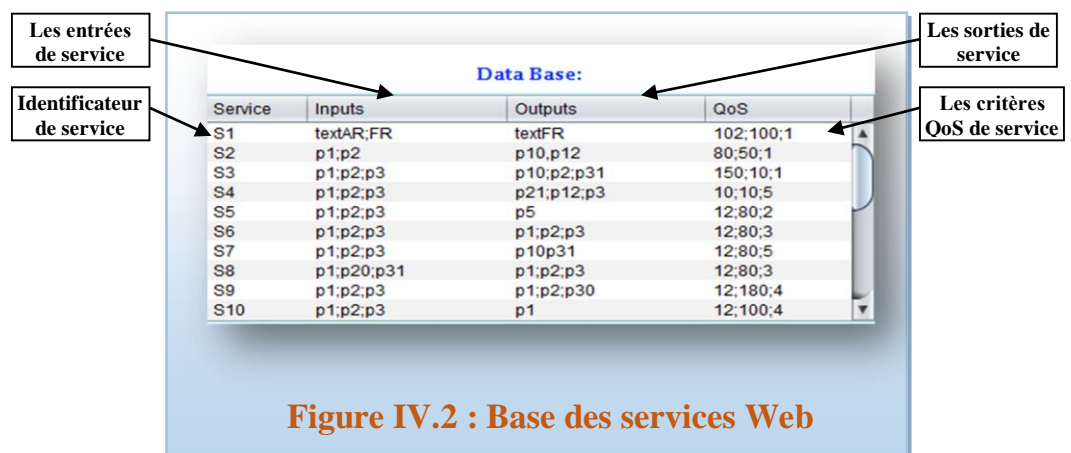 Les entrées
de service
Les sorties de
service
Identificateur
de service
Les critères
QoS de service
Data Base:
Service Inputs Outputs QoS
S1 textAR;FR textFR 102;100;1
S2 p1;p2 p10,p12 80;50;1
S3 p1;p2;p3 p10;p2;p31 150;10;1
S4 p1;p2;p3 p21;p12;p3 10;10;5
S5 p1;p2;p3 p5 12;80;2
S6 p1;p2;p3 p1;p2;p3 12;80;3
S7 p1;p2;p3 p10p31 12;80;5
S8 p1;p20;p31 p1;p2;p3 12;80;3
S9 p1;p2;p3 p1;p2;p30 12;180;4
S10 p1;p2;p3 p1 12;100;4
Figure IV.2 : Base des services Web